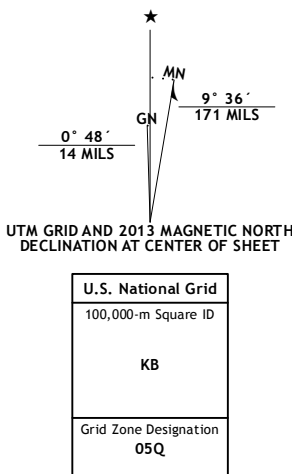 ★
MN
GN
9° 36´
171 MILS
0° 48´
14 MILS
UTM GRID AND 2013 MAGNETIC NORTH
DECLINATION AT CENTER OF SHEET
U.S. National Grid
100,000-m Square ID
KB
Grid Zone Designation
05Q